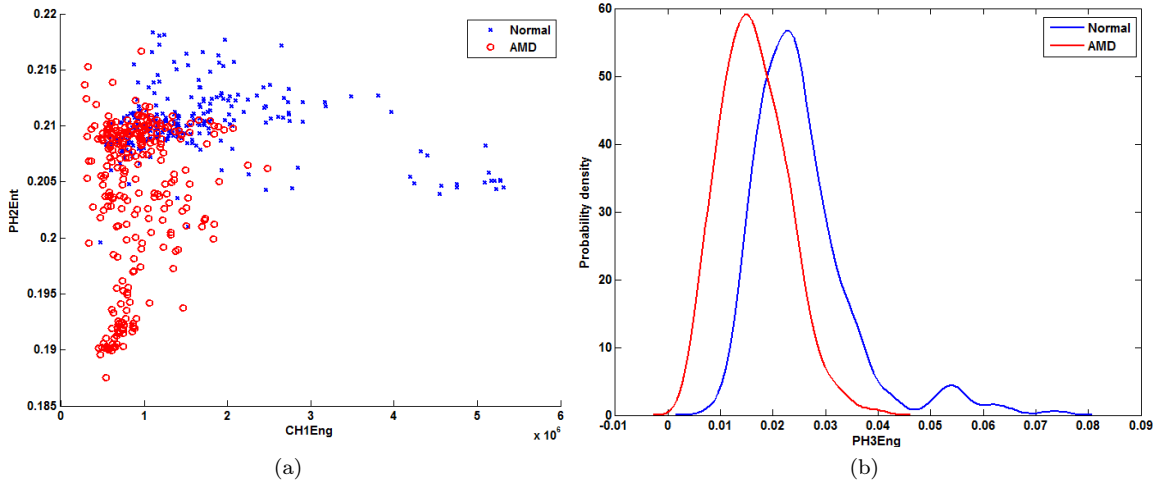 0.22
0.215
0.21
0.205
0.2
0.195
0.19
0.185
PH2Ent
0 1 2 3 4 5 6
x 10^6
CH1Eng
Normal
AMD
(a)
60
50
40
30
20
10
0
Probability density
-0.01 0 0.01 0.02 0.03 0.04 0.05 0.06 0.07 0.08 0.09
PH3Eng
Normal
AMD
(b)